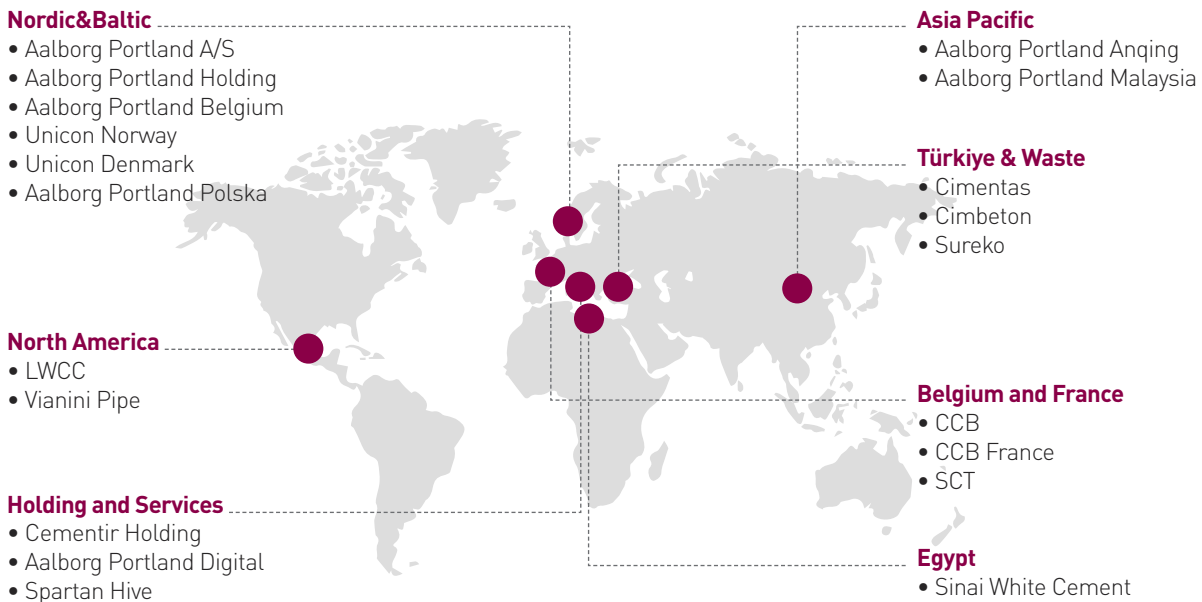 Nordic&Baltic
• Aalborg Portland A/S
• Aalborg Portland Holding
• Aalborg Portland Belgium
• Unicon Norway
• Unicon Denmark
• Aalborg Portland Polska
North America
• LWCC
• Vianini Pipe
Holding and Services
• Cementir Holding
• Aalborg Portland Digital
• Spartan Hive
Asia Pacific
• Aalborg Portland Anqing
• Aalborg Portland Malaysia
Türkiye & Waste
• Cimentas
• Cimbeton
• Sureko
Belgium and France
• CCB
• CCB France
• SCT
Egypt
• Sinai White Cement